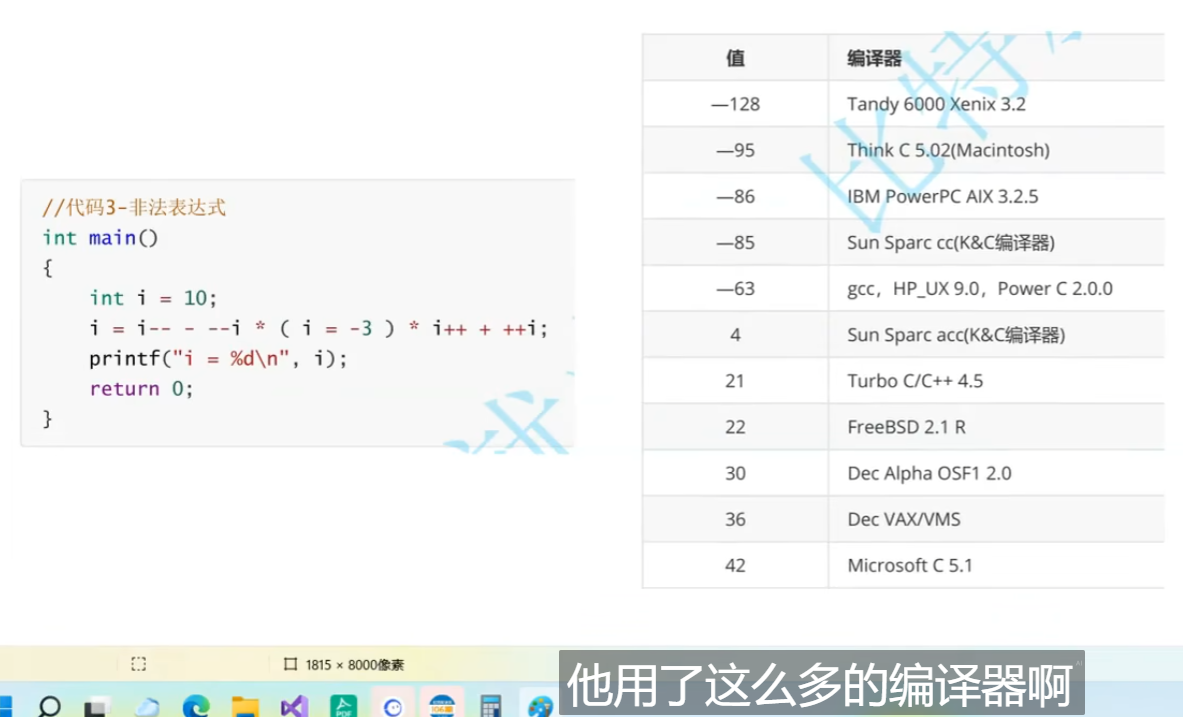 //代码3-非法表达式
int main()
{
    int i = 10;
    i = i-- - --i * ( i = -3 ) * i++ + ++i;
    printf("i = %d\n", i);
    return 0;
}
值 编译器
—128 Tandy 6000 Xenix 3.2
—95 Think C 5.02(Macintosh)
—86 IBM PowerPC AIX 3.2.5
—85 Sun Sparc cc(K&C编译器)
—63 gcc，HP_UX 9.0，Power C 2.0.0
4 Sun Sparc acc(K&C编译器)
21 Turbo C/C++ 4.5
22 FreeBSD 2.1 R
30 Dec Alpha OSF1 2.0
36 Dec VAX/VMS
42 Microsoft C 5.1
比特
1815 × 8000像素
他用了这么多的编译器啊
PDF